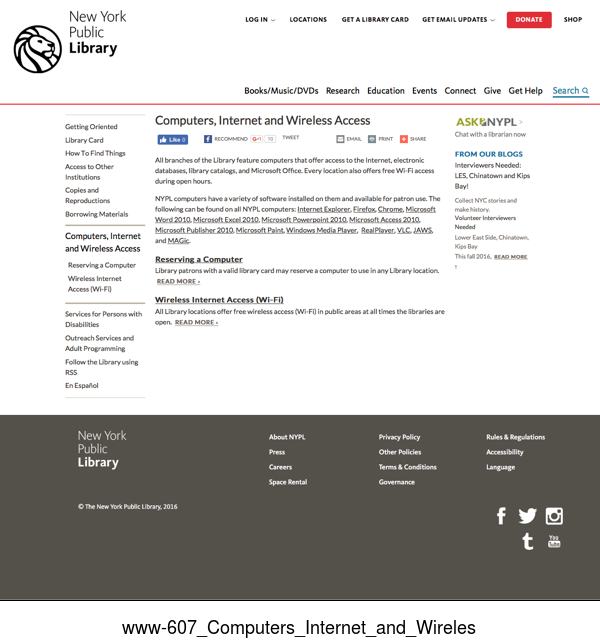 New York
Public
Library
LOG IN
LOCATIONS
GET A LIBRARY CARD
GET EMAIL UPDATES
DONATE
SHOP
Books/Music/DVDs
Research
Education
Events
Connect
Give
Get Help
Search
Getting Oriented
Library Card
How To Find Things
Access to Other
Institutions
Copies and
Reproductions
Borrowing Materials
Computers, Internet
and Wireless Access
Reserving a Computer
Wireless Internet
Access (Wi-Fi)
Services for Persons with
Disabilities
Outreach Services and
Adult Programming
Follow the Library using
RSS
En Español
Computers, Internet and Wireless Access
Like 0
RECOMMEND
G+1
10
TWEET
EMAIL
PRINT
SHARE
All branches of the Library feature computers that offer access to the Internet, electronic
databases, library catalogs, and Microsoft Office. Every location also offers free Wi-Fi access
during open hours.
NYPL computers have a variety of software installed on them and available for patron use. The
following can be found on all NYPL computers: Internet Explorer, Firefox, Chrome, Microsoft
Word 2010, Microsoft Excel 2010, Microsoft Powerpoint 2010, Microsoft Access 2010,
Microsoft Publisher 2010, Microsoft Paint, Windows Media Player, RealPlayer, VLC, JAWS,
and MAGic.
Reserving a Computer
Library patrons with a valid library card may reserve a computer to use in any Library location.
READ MORE ›
Wireless Internet Access (Wi-Fi)
All Library locations offer free wireless access (Wi-Fi) in public areas at all times the libraries are
open. READ MORE ›
ASK NYPL >
Chat with a librarian now
FROM OUR BLOGS
Interviewers Needed:
LES, Chinatown and Kips
Bay!
Collect NYC stories and
make history.
Volunteer Interviewers
Needed
Lower East Side, Chinatown,
Kips Bay
This fall 2016, READ MORE
›
New York
Public
Library
About NYPL
Press
Careers
Space Rental
Privacy Policy
Other Policies
Terms & Conditions
Governance
Rules & Regulations
Accessibility
Language
© The New York Public Library, 2016
You
Tube
www-607_Computers_Internet_and_Wireles